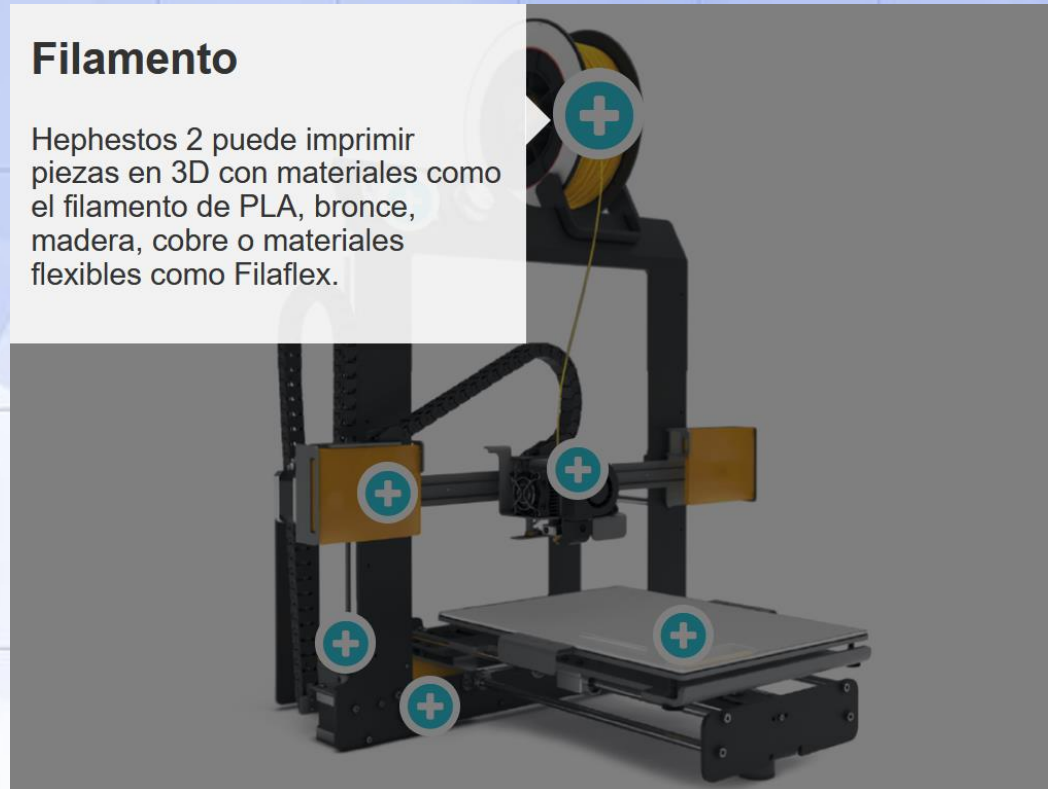 Filamento
Hephestos 2 puede imprimir
piezas en 3D con materiales como
el filamento de PLA, bronce,
madera, cobre o materiales
flexibles como Filaflex.